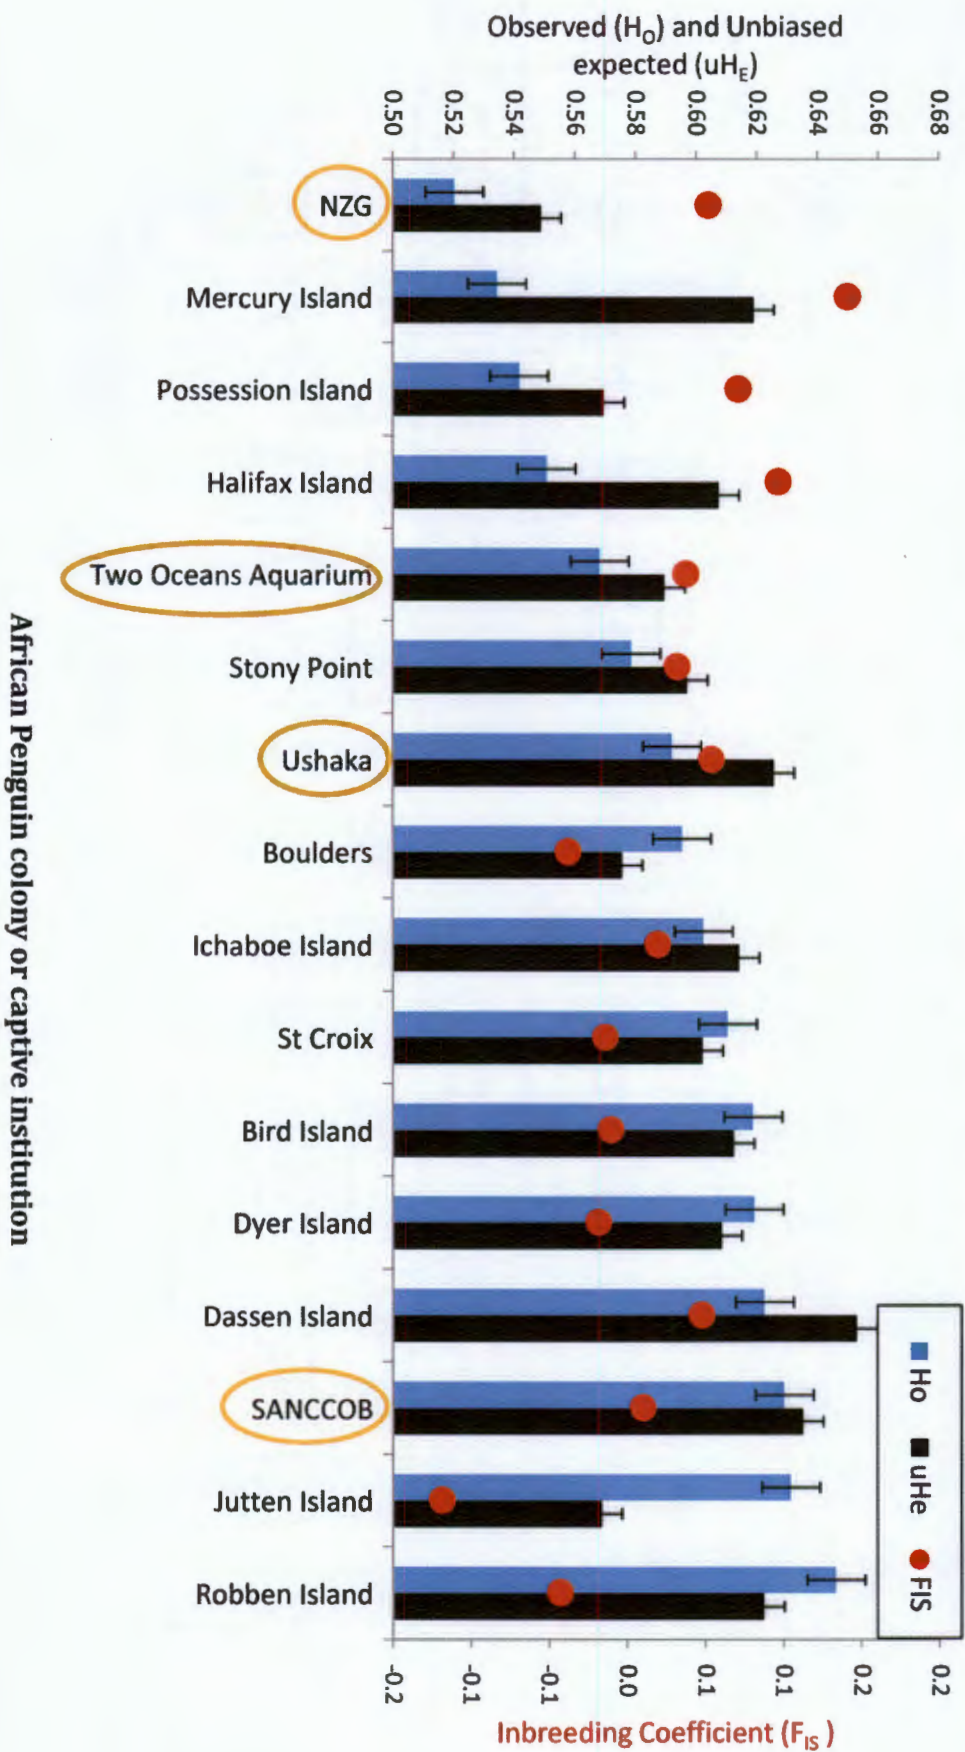 Observed (HO) and Unbiased
expected (uHE)
0.50
0.52
0.54
0.56
0.58
0.60
0.62
0.64
0.66
0.68
NZG
Mercury Island
Possession Island
Halifax Island
Two Oceans Aquarium
Stony Point
Ushaka
Boulders
Ichaboe Island
St Croix
Bird Island
Dyer Island
Dassen Island
SANCCOB
Jutten Island
Robben Island
Ho
uHe
FIS
-0.2
-0.1
-0.1
0.0
0.1
0.1
0.2
0.2
Inbreeding Coefficient (FIS)
African Penguin colony or captive institution